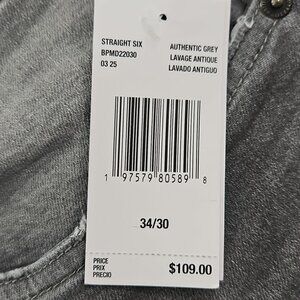 STRAIGHT SIX
BPMD22030
03 25
AUTHENTIC GREY
LAVAGE ANTIQUE
LAVADO ANTIGUO
1 97579 80589 8
34/30
PRICE
PRIX
PRECIO
$109.00